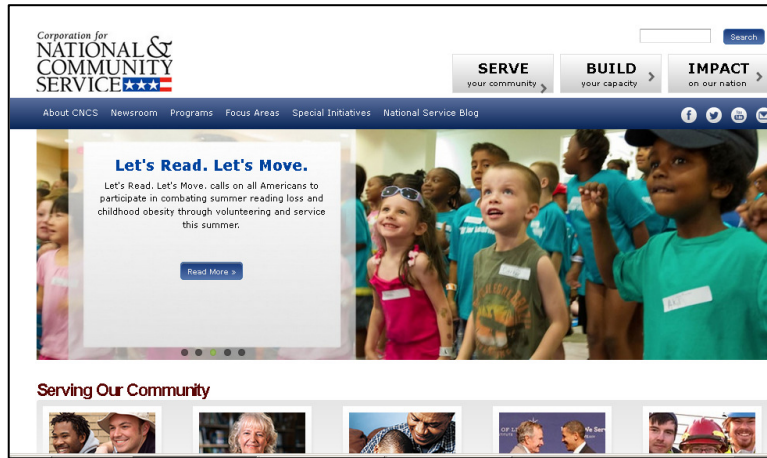 Corporation for
NATIONAL &
COMMUNITY
SERVICE
Search
SERVE
your community
BUILD
your capacity
IMPACT
on our nation
About CNCS Newsroom Programs Focus Areas Special Initiatives National Service Blog
Let's Read. Let's Move.
Let's Read. Let's Move. calls on all Americans to
participate in combating summer reading loss and
childhood obesity through volunteering and service
this summer.
Read More »
Serving Our Community